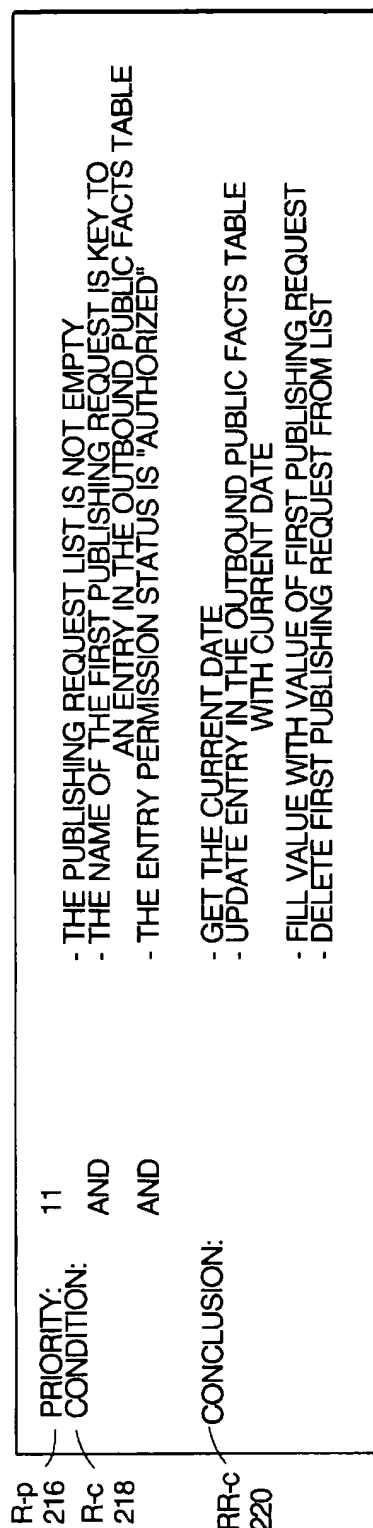 R-p
216
PRIORITY: 11
R-c
218
CONDITION:
- THE PUBLISHING REQUEST LIST IS NOT EMPTY
AND - THE NAME OF THE FIRST PUBLISHING REQUEST IS KEY TO
AN ENTRY IN THE OUTBOUND PUBLIC FACTS TABLE
AND - THE ENTRY PERMISSION STATUS IS "AUTHORIZED"
RR-c
220
CONCLUSION:
- GET THE CURRENT DATE
- UPDATE ENTRY IN THE OUTBOUND PUBLIC FACTS TABLE
WITH CURRENT DATE
- FILL VALUE WITH VALUE OF FIRST PUBLISHING REQUEST
- DELETE FIRST PUBLISHING REQUEST FROM LIST